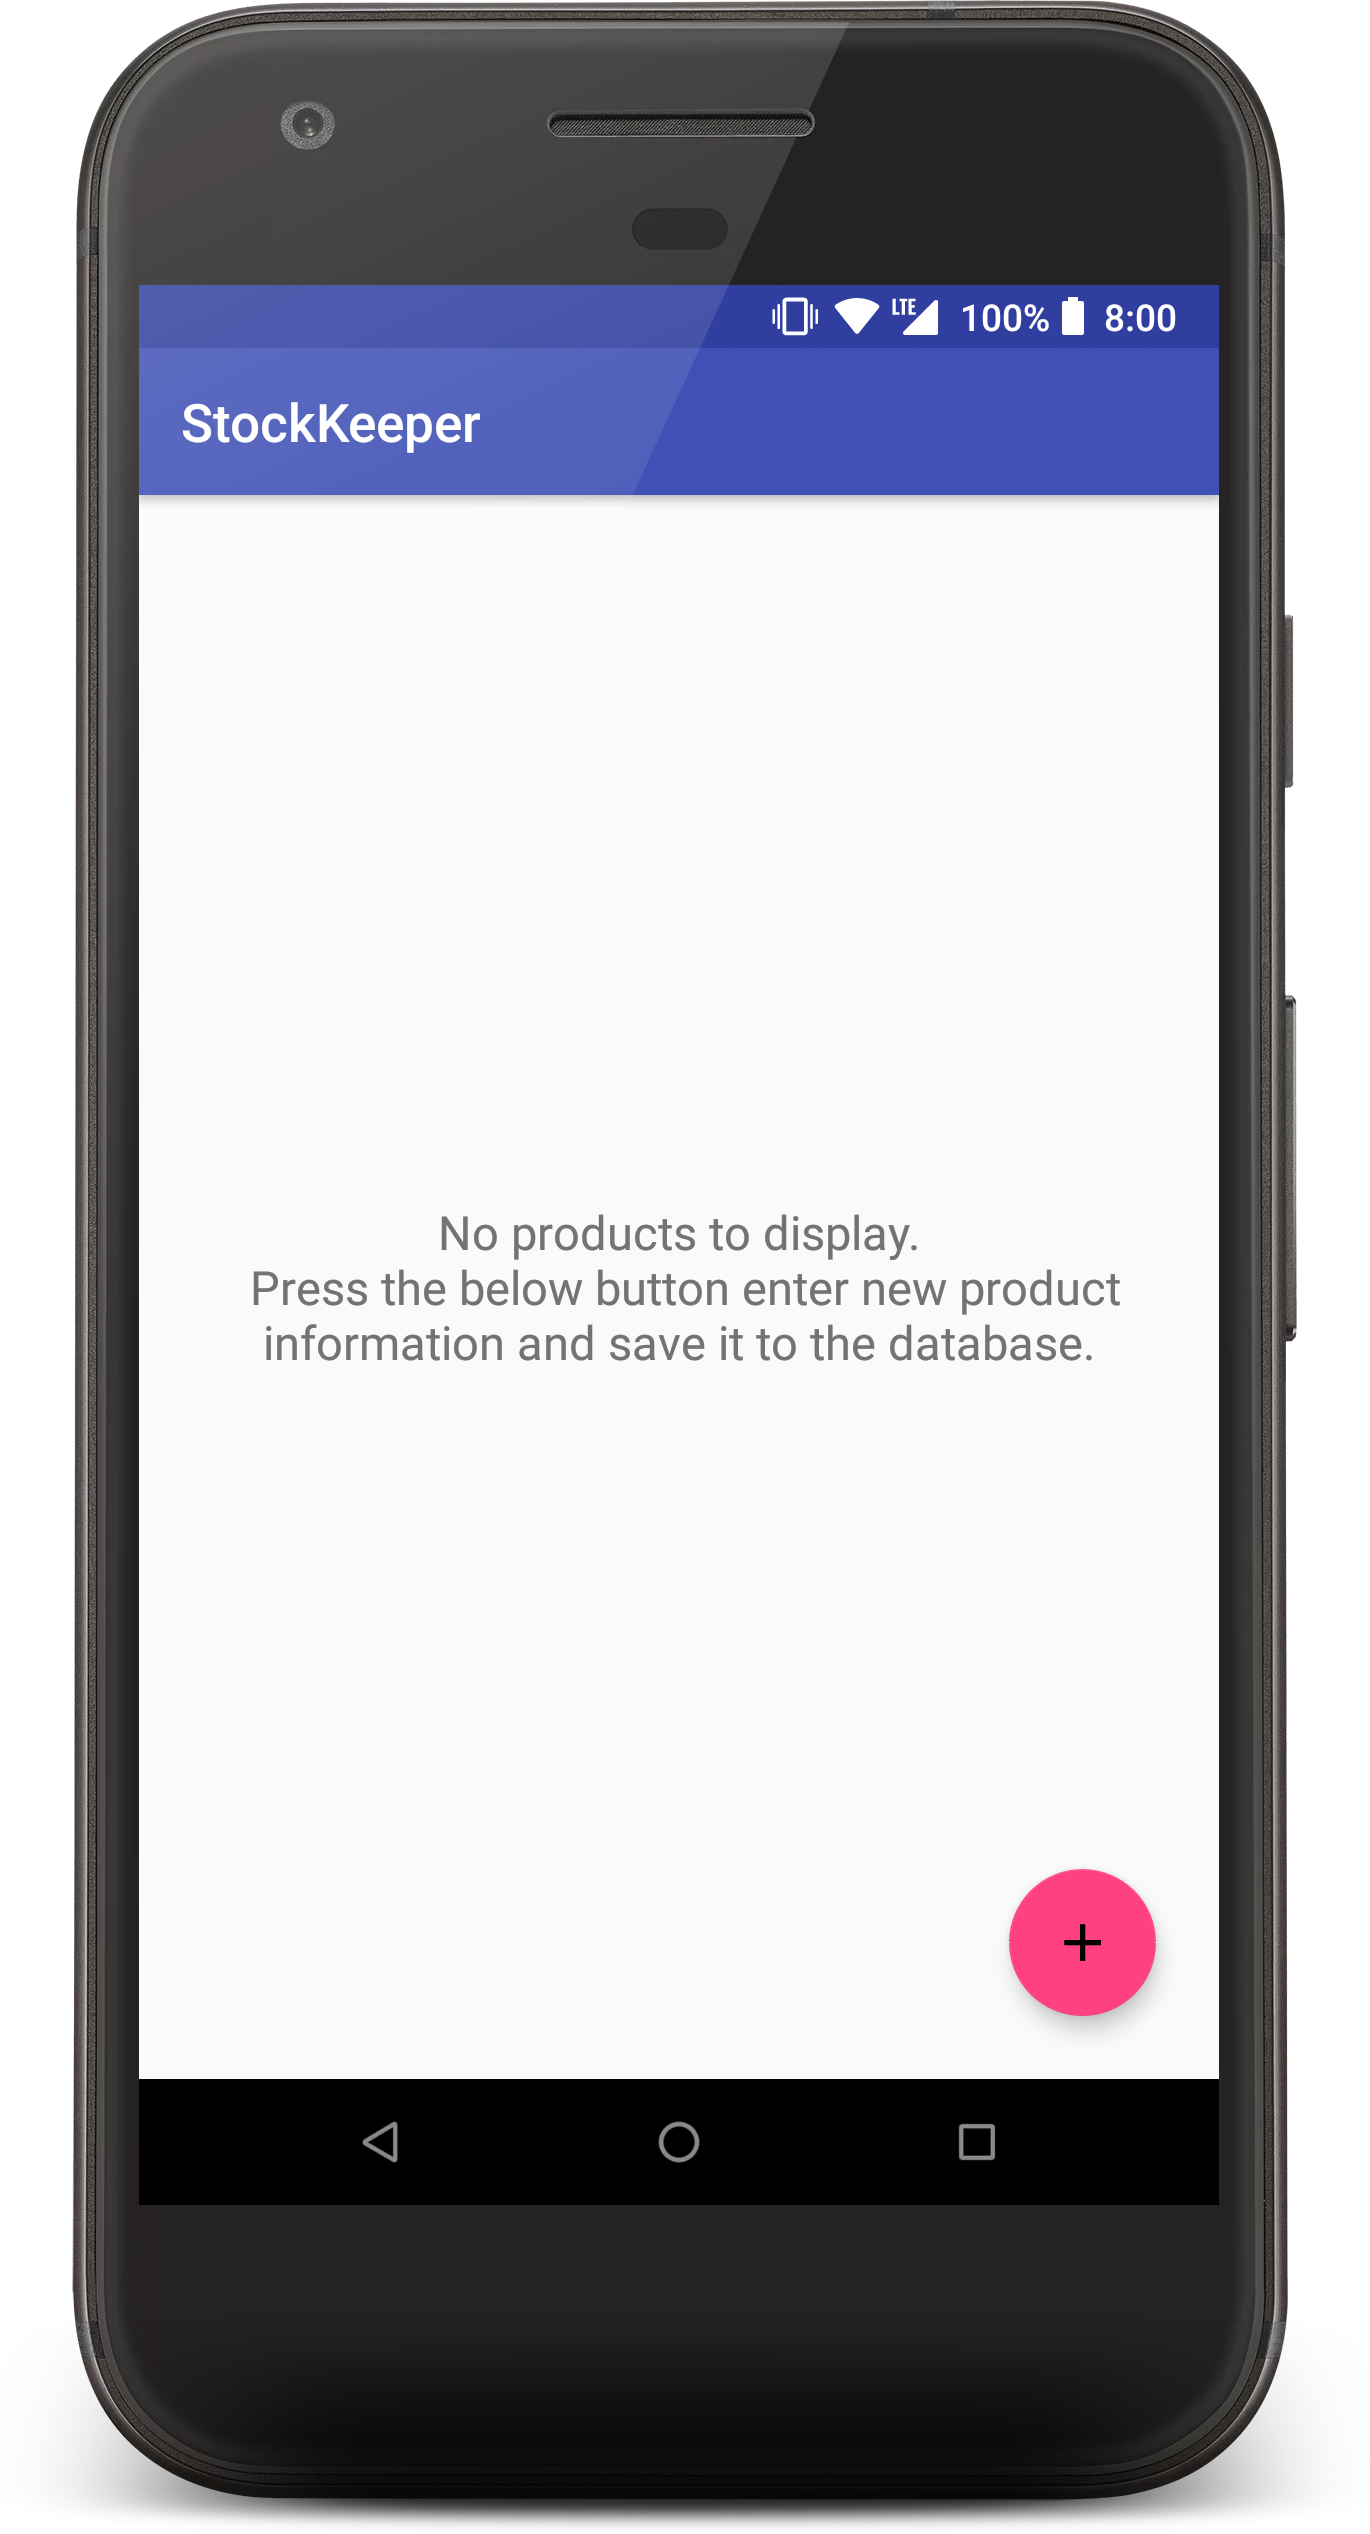 LTE 100% 8:00
StockKeeper
No products to display.
Press the below button enter new product
information and save it to the database.